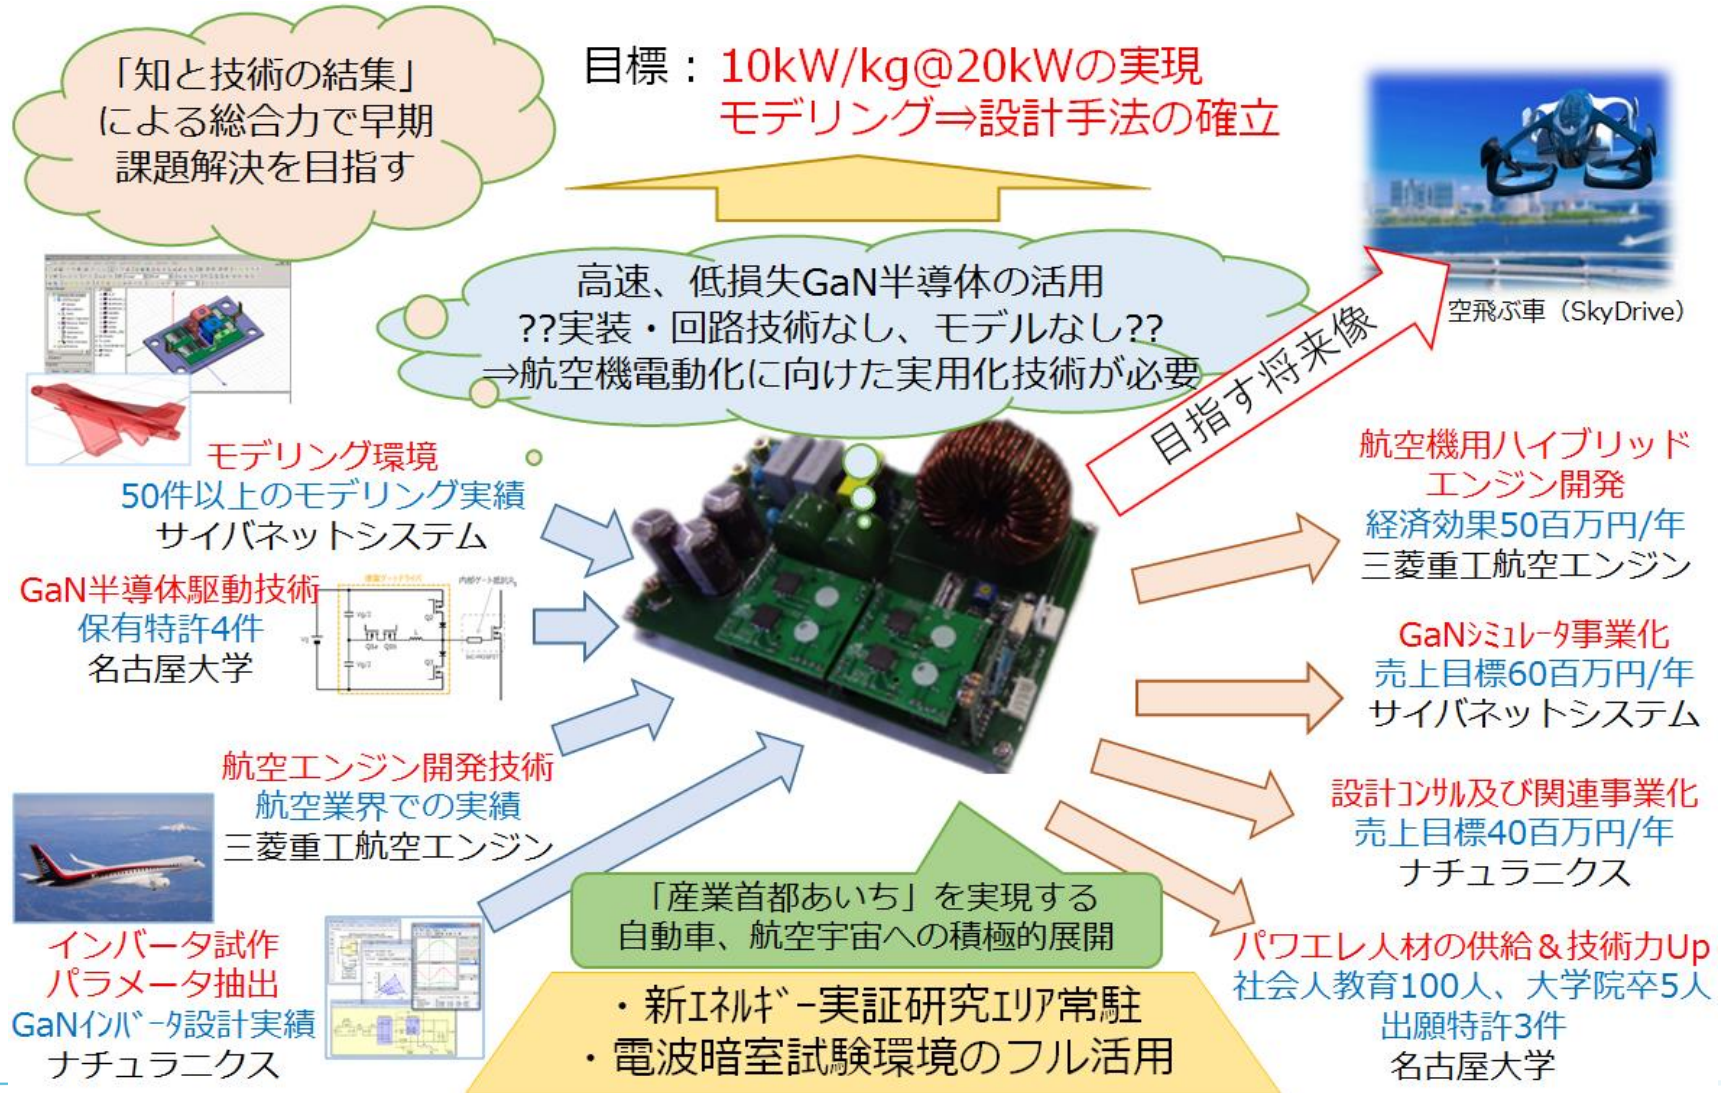 「知と技術の結集」
による総合力で早期
課題解決を目指す
目標：10kW/kg@20kWの実現
モデリング⇒設計手法の確立
空飛ぶ車（SkyDrive）
高速、低損失GaN半導体の活用
??実装・回路技術なし、モデルなし??
⇒航空機電動化に向けた実用化技術が必要
目指す将来像
モデリング環境
50件以上のモデリング実績
サイバネットシステム
GaN半導体駆動技術
保有特許4件
名古屋大学
Vg/2
Vg/2
航空エンジン開発技術
航空業界での実績
三菱重工航空エンジン
インバータ試作
パラメータ抽出
GaNｲﾝﾊﾞｰﾀ設計実績
ナチュラニクス
航空機用ハイブリッド
エンジン開発
経済効果50百万円/年
三菱重工航空エンジン
GaNｼﾐｭﾚｰﾀ事業化
売上目標60百万円/年
サイバネットシステム
設計ｺﾝｻﾙ及び関連事業化
売上目標40百万円/年
ナチュラニクス
パワエレ人材の供給＆技術力Up
社会人教育100人、大学院卒5人
出願特許3件
名古屋大学
「産業首都あいち」を実現する
自動車、航空宇宙への積極的展開
・新ｴﾈﾙｷﾞｰ実証研究ｴﾘｱ常駐
・電波暗室試験環境のフル活用